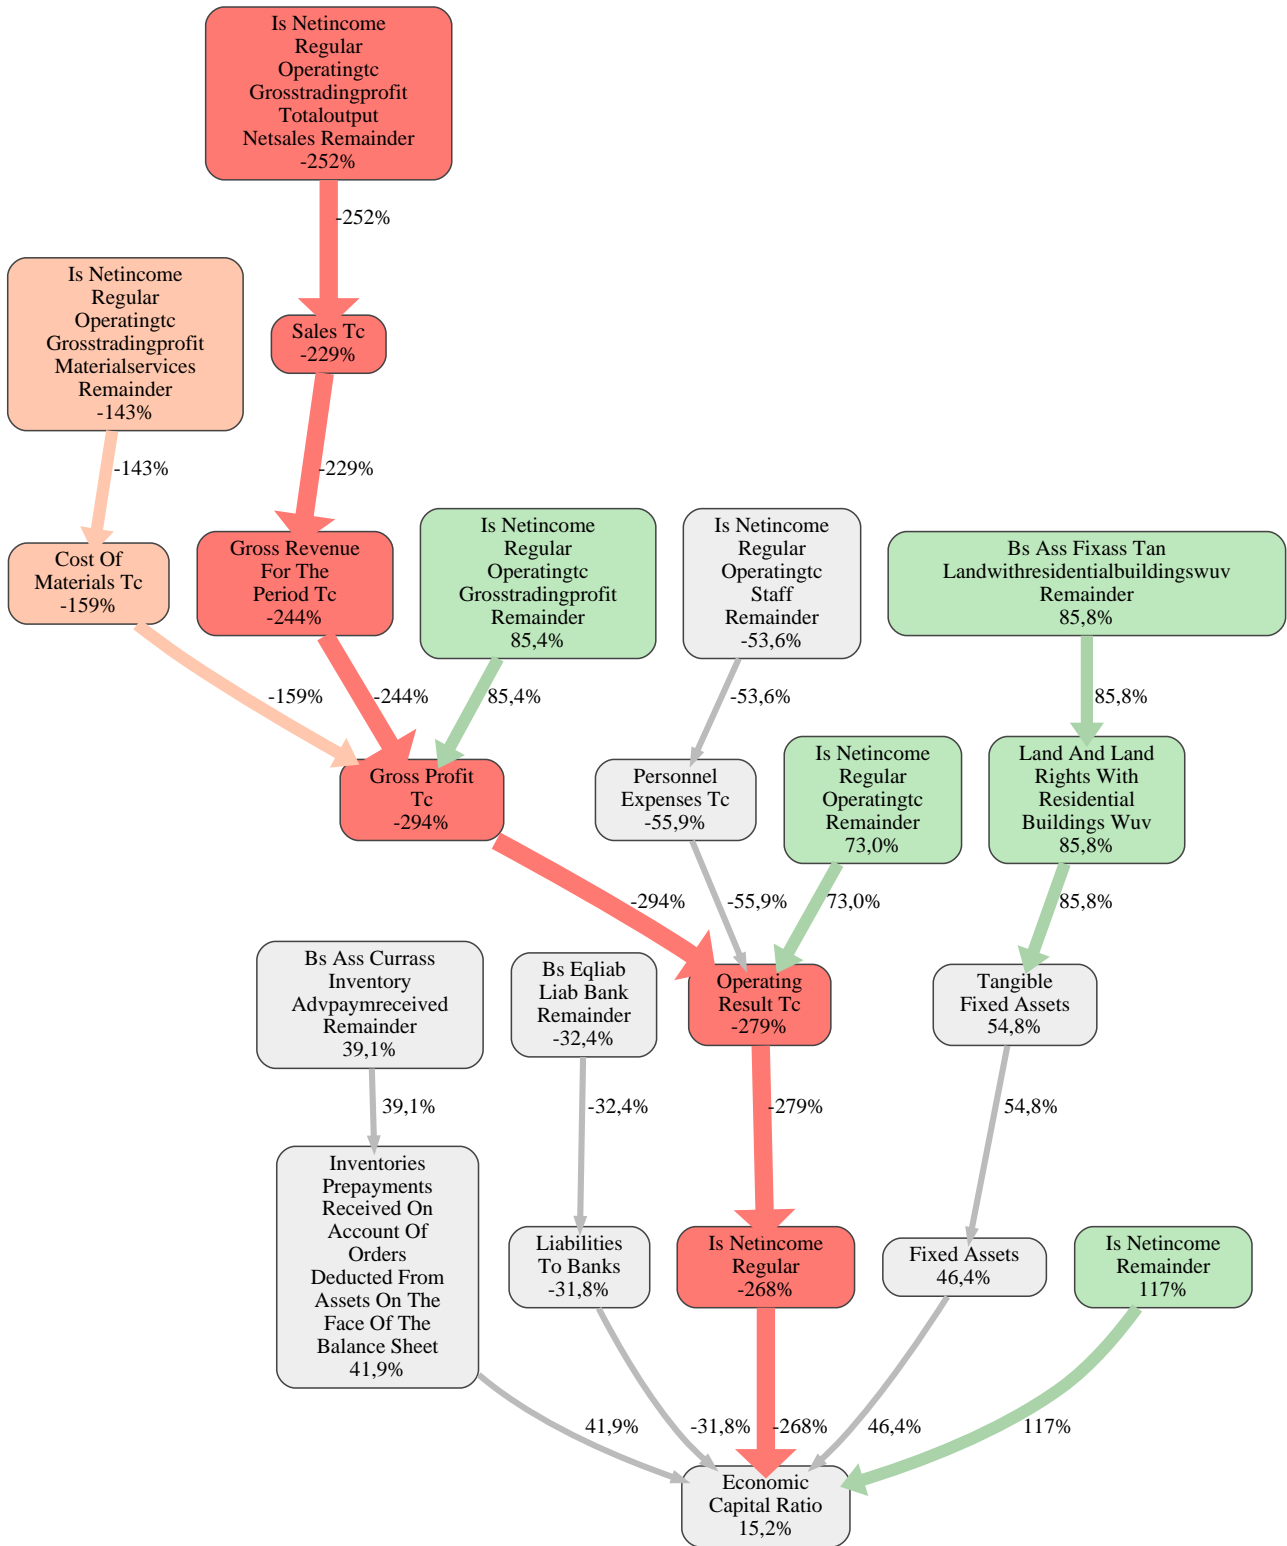 Is Netincome
Regular
Operatingtc
Grosstradingprofit
Totaloutput
Netsales Remainder
-252%
-252%
Is Netincome
Regular
Operatingtc
Grosstradingprofit
Materialservices
Remainder
-143%
Sales Tc
-229%
-143%
-229%
Cost Of
Materials Tc
-159%
Gross Revenue
For The
Period Tc
-244%
Is Netincome
Regular
Operatingtc
Grosstradingprofit
Remainder
85,4%
Is Netincome
Regular
Operatingtc
Staff
Remainder
-53,6%
Bs Ass Fixass Tan
Landwithresidentialbuildingswuv
Remainder
85,8%
-159%
-244%
85,4%
-53,6%
85,8%
Gross Profit
Tc
-294%
Personnel
Expenses Tc
-55,9%
Is Netincome
Regular
Operatingtc
Remainder
73,0%
Land And Land
Rights With
Residential
Buildings Wuv
85,8%
-294%
-55,9%
73,0%
85,8%
Bs Ass Currass
Inventory
Advpaymreceived
Remainder
39,1%
Bs Eqliab
Liab Bank
Remainder
-32,4%
Operating
Result Tc
-279%
Tangible
Fixed Assets
54,8%
39,1%
-32,4%
-279%
54,8%
Inventories
Prepayments
Received On
Account Of
Orders
Deducted From
Assets On The
Face Of The
Balance Sheet
41,9%
Liabilities
To Banks
-31,8%
Is Netincome
Regular
-268%
Fixed Assets
46,4%
Is Netincome
Remainder
117%
41,9%
-31,8%
-268%
46,4%
117%
Economic
Capital Ratio
15,2%